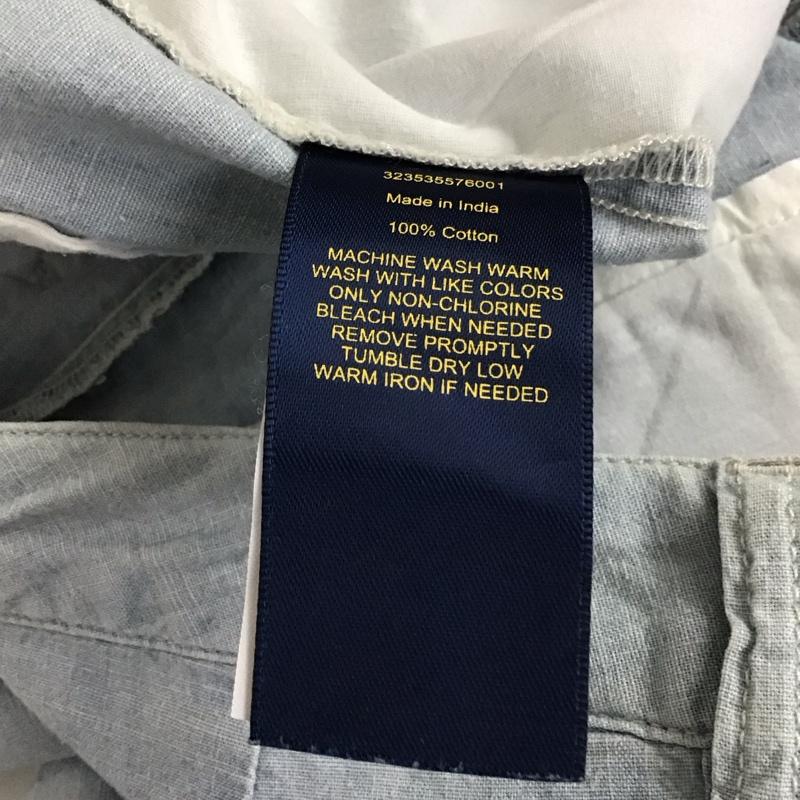 323535576001
Made in India
100% Cotton
MACHINE WASH WARM
WASH WITH LIKE COLORS
ONLY NON-CHLORINE
BLEACH WHEN NEEDED
REMOVE PROMPTLY
TUMBLE DRY LOW
WARM IRON IF NEEDED